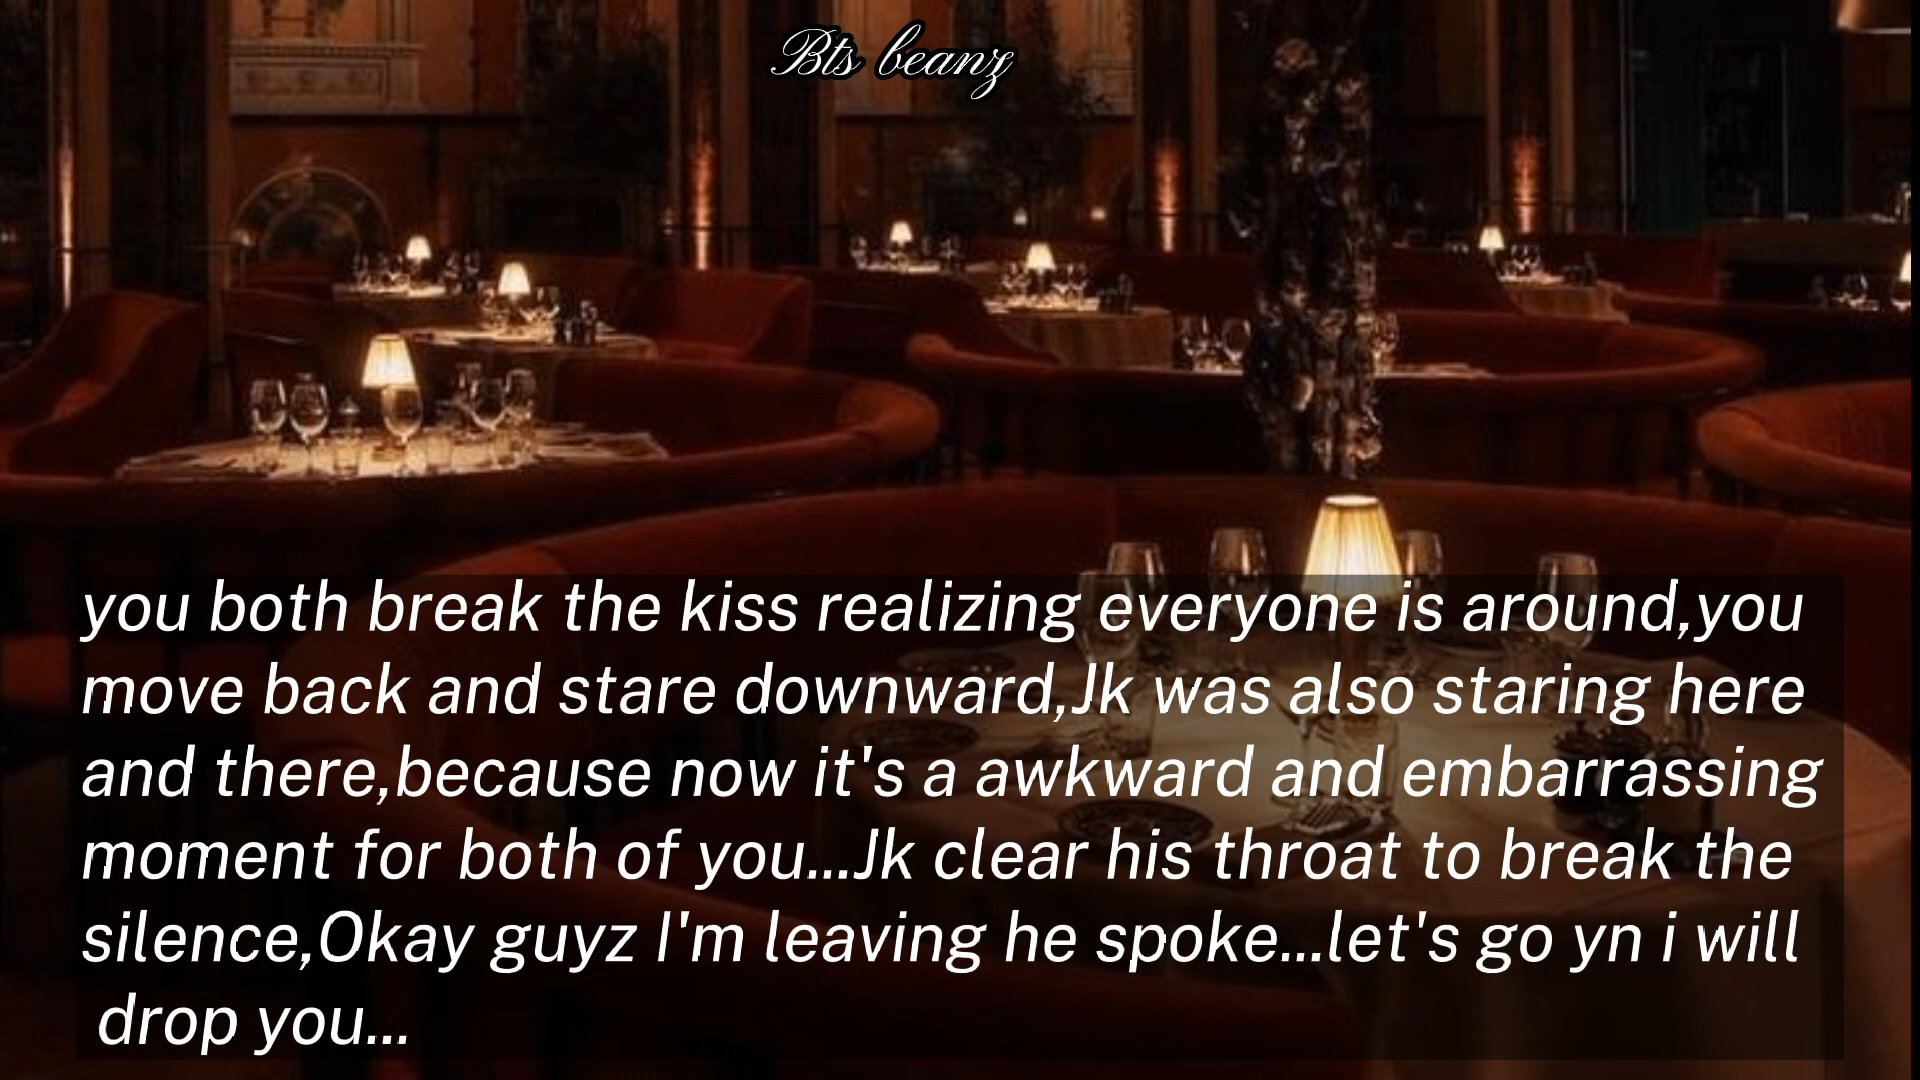 Bts beanz
you both break the kiss realizing everyone is around,you
move back and stare downward,Jk was also staring here
and there,because now it's a awkward and embarrassing
moment for both of you...Jk clear his throat to break the
silence,Okay guyz I'm leaving he spoke...let's go yn i will
drop you...